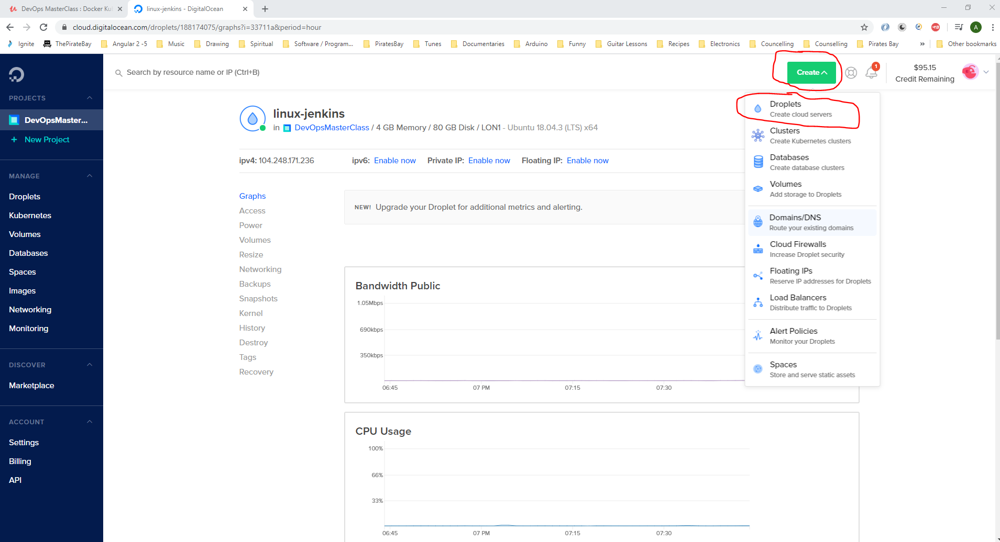 DevOps MasterClass : Docker Ku
linux-jenkins - DigitalOcean
cloud.digitalocean.com/droplets/188174075/graphs?i=33711a&period=hour
A
Ignite
ThePirateBay
Angular 2 -5
Music
Drawing
Spiritual
Software / Program...
PiratesBay
Tunes
Documentaries
Arduino
Funny
Guitar Lessons
Recipes
Electronics
Councelling
Counselling
Pirates Bay
»
Other bookmarks
PROJECTS
DevOpsMaster...
+ New Project
MANAGE
Droplets
Kubernetes
Volumes
Databases
Spaces
Images
Networking
Monitoring
DISCOVER
Marketplace
ACCOUNT
Settings
Billing
API
Search by resource name or IP (Ctrl+B)
Create
1
$95.15
Credit Remaining
linux-jenkins
in DevOpsMasterClass / 4 GB Memory / 80 GB Disk / LON1 - Ubuntu 18.04.3 (LTS) x64
ipv4: 104.248.171.236
ipv6: Enable now
Private IP: Enable now
Floating IP: Enable now
Graphs
Access
Power
Volumes
Resize
Networking
Backups
Snapshots
Kernel
History
Destroy
Tags
Recovery
NEW! Upgrade your Droplet for additional metrics and alerting.
Bandwidth Public
1.05Mbps
690kbps
350kbps
06:45
07 PM
07:15
07:30
CPU Usage
100%
66%
33%
06:45
07 PM
07:15
07:30
Droplets
Create cloud servers
Clusters
Create Kubernetes clusters
Databases
Create database clusters
Volumes
Add storage to Droplets
Domains/DNS
Route your existing domains
Cloud Firewalls
Increase Droplet security
Floating IPs
Reserve IP addresses for Droplets
Load Balancers
Distribute traffic to Droplets
Alert Policies
Monitor your Droplets
Spaces
Store and serve static assets